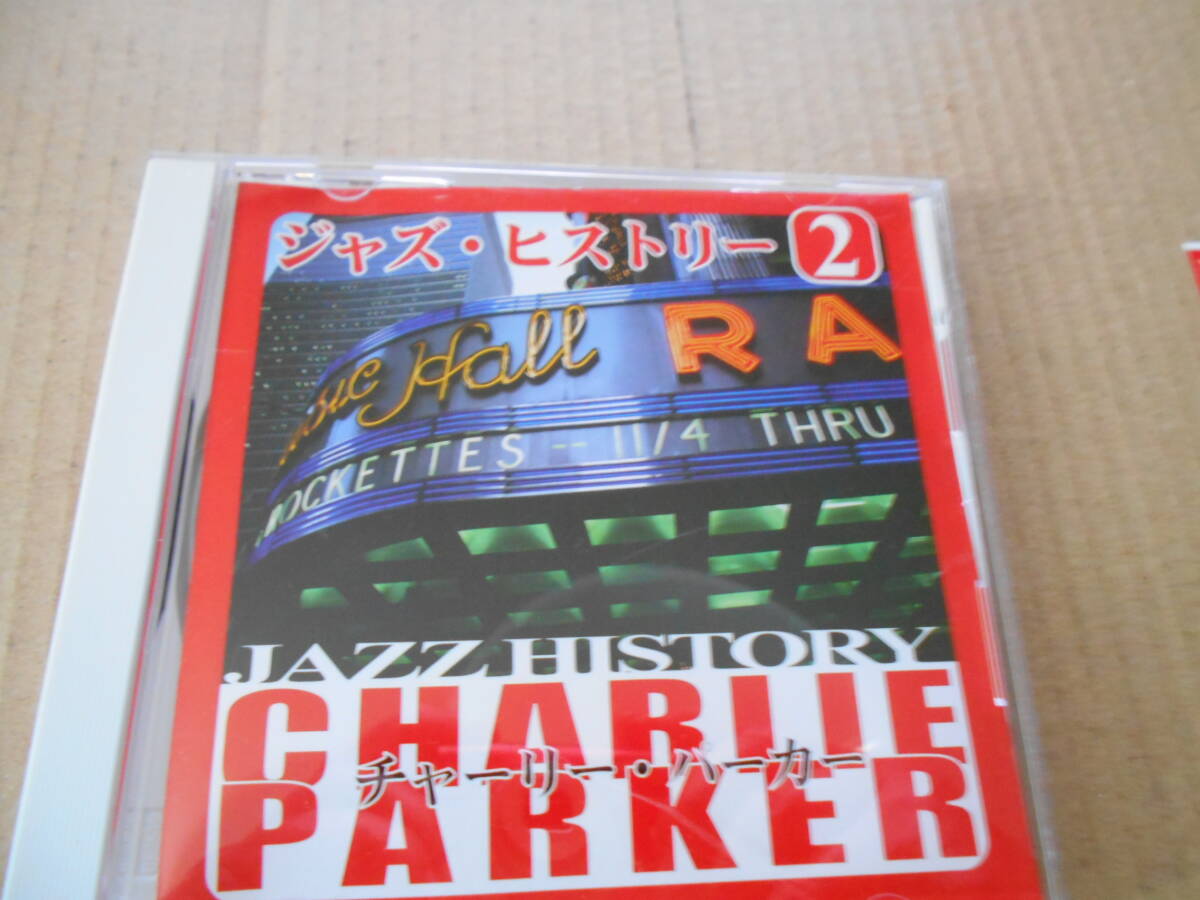 ジャズ・ヒストリー 2
Music Hall RA
ROCKETTES -- 11/4 THRU
JAZZ HISTORY
CHARLIE
チャーリー・パーカー
PARKER